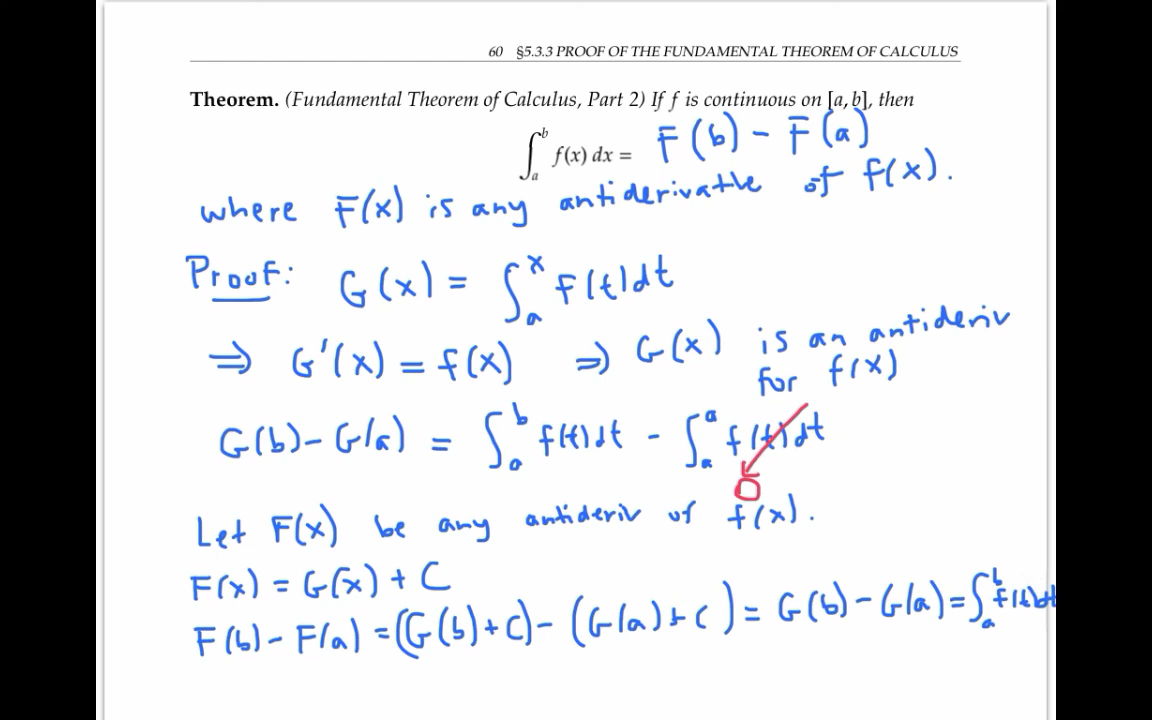 60 §5.3.3 PROOF OF THE FUNDAMENTAL THEOREM OF CALCULUS
Theorem. (Fundamental Theorem of Calculus, Part 2) If f is continuous on [a, b], then
∫_a^b f(x) dx = F(b) - F(a)
where F(x) is any antiderivative of f(x).
Proof: G(x) = ∫_a^x f(t)dt
⇒ G'(x) = f(x) ⇒ G(x) is an antideriv
for f(x)
G(b) - G(a) = ∫_a^b f(t)dt - ∫_a^a f(t)dt
0
Let F(x) be any antideriv of f(x).
F(x) = G(x) + C
F(b) - F(a) = (G(b) + C) - (G(a) + C) = G(b) - G(a) = ∫_a^b f(t)dt